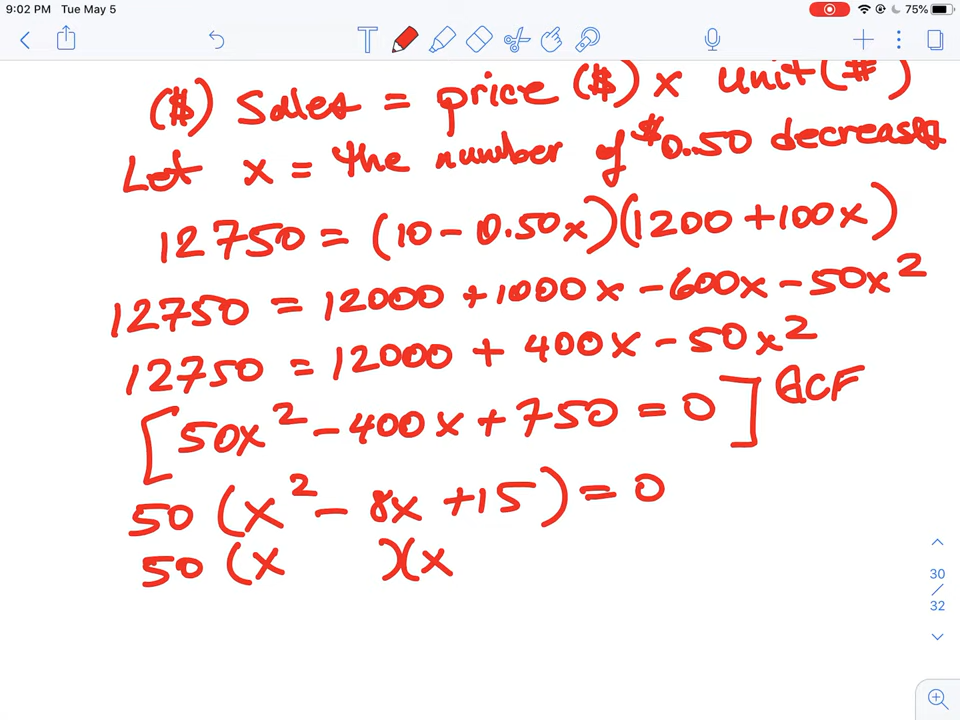 9:02 PM Tue May 5 75%
T
($) Sales = price ($) x Unit (#)
Let x = the number of $0.50 decreases
12750 = (10 - 0.50x)(1200 + 100x)
12750 = 12000 + 1000x - 600x - 50x²
12750 = 12000 + 400x - 50x²
[50x² - 400x + 750 = 0] GCF
50 (x² - 8x + 15) = 0
50 (x )(x
30
/
32